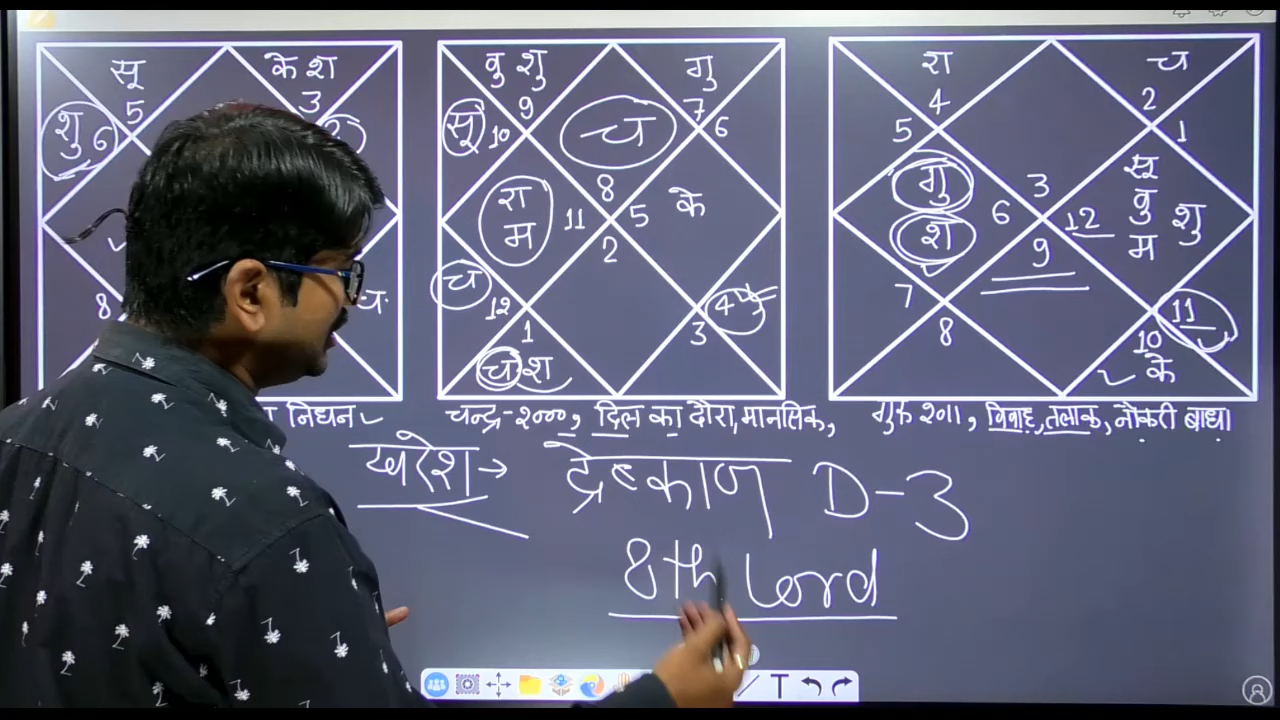 सू
के श
3
5
शु 6
8
च
वु शु
गु
9
7
सू 10
च
6
8
रा
म
11
5
के
2
च
12
4
1
3
च श
रा
च
4
2
5
1
गु
श
6
3
12
सू
वु
म
शु
9
7
11
8
10
के
निधन
चन्द्र-२०००, दिल का दौरा, मानसिक,
गुरु २०११, विवाह, तलाक, नौकरी बाधा
खरेश → द्रेष्काण D-3
8th Lord
T